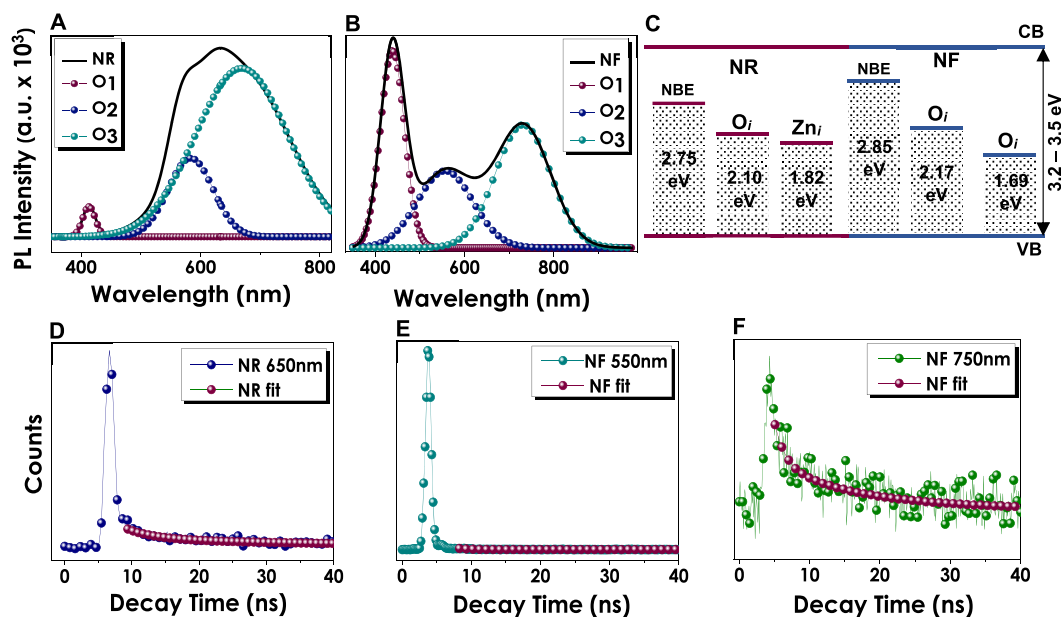 A
PL Intensity (a.u. x 10³)
NR
O1
O2
O3
400
600
800
Wavelength (nm)
B
NF
O1
O2
O3
400
600
800
Wavelength (nm)
C
CB
NR
NF
NBE
2.75
eV
Oi
2.10
eV
Zni
1.82
eV
NBE
2.85
eV
Oi
2.17
eV
Oi
1.69
eV
3.2 – 3.5 eV
VB
D
Counts
NR 650nm
NR fit
0
10
20
30
40
Decay Time (ns)
E
NF 550nm
NF fit
0
10
20
30
40
Decay Time (ns)
F
NF 750nm
NF fit
0
10
20
30
40
Decay Time (ns)